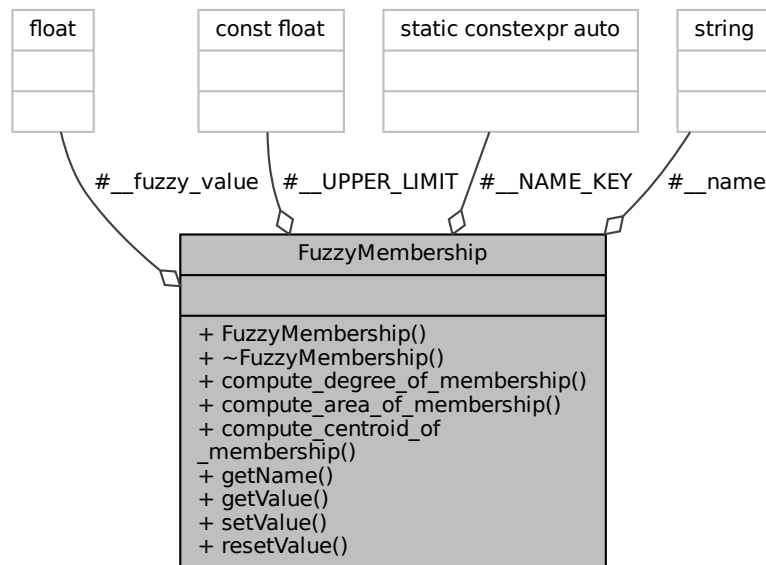 float
const float
static constexpr auto
string
#__fuzzy_value
#__UPPER_LIMIT
#__NAME_KEY
#__name
FuzzyMembership
+ FuzzyMembership()
+ ~FuzzyMembership()
+ compute_degree_of_membership()
+ compute_area_of_membership()
+ compute_centroid_of
_membership()
+ getName()
+ getValue()
+ setValue()
+ resetValue()